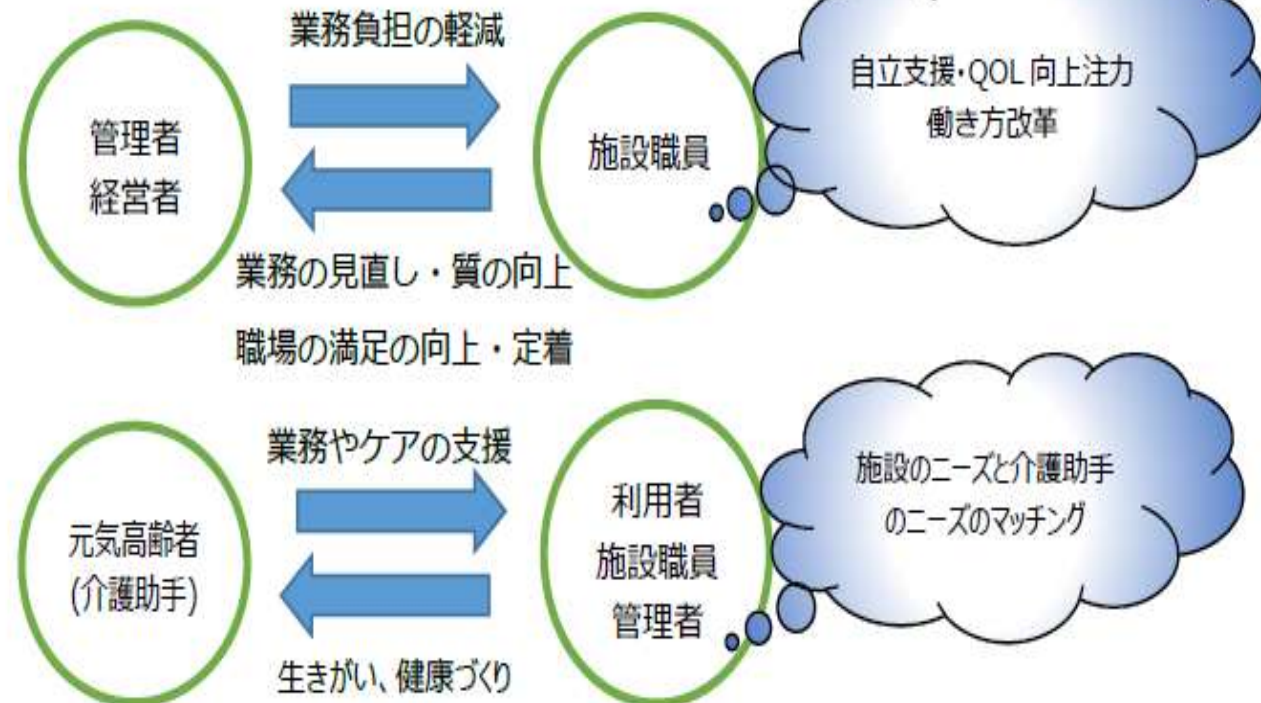 業務負担の軽減
管理者
経営者
施設職員
自立支援・QOL 向上注力
働き方改革
業務の見直し・質の向上
職場の満足の向上・定着
業務やケアの支援
元気高齢者
(介護助手)
利用者
施設職員
管理者
施設のニーズと介護助手
のニーズのマッチング
生きがい、健康づくり